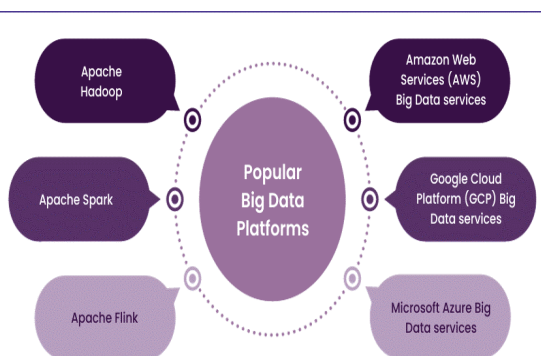 Apache
Hadoop
Amazon Web
Services (AWS)
Big Data services
Apache Spark
Popular
Big Data
Platforms
Google Cloud
Platform (GCP) Big
Data services
Apache Flink
Microsoft Azure Big
Data services